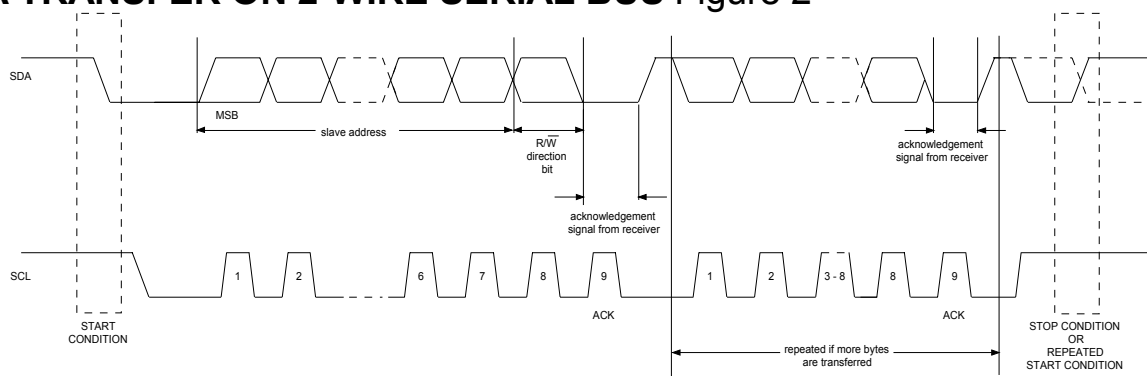 TRANSFER ON 2-WIRE SERIAL BUS Figure 2
SDA
MSB
slave address
R/W
direction
bit
acknowledgement
signal from receiver
acknowledgement
signal from receiver
SCL
1
2
6
7
8
9
1
2
3 - 8
8
9
ACK
ACK
START
CONDITION
STOP CONDITION
OR
REPEATED
START CONDITION
repeated if more bytes
are transferred